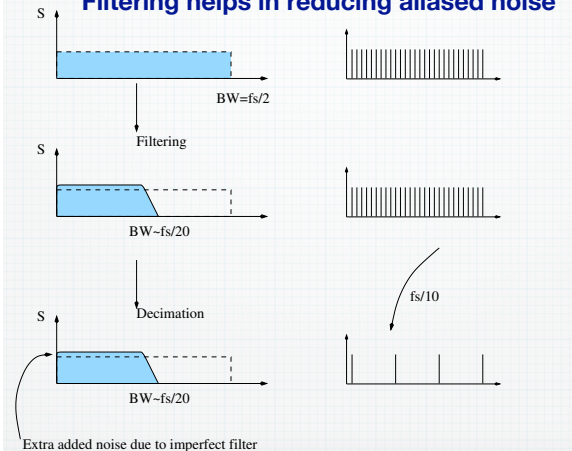 Filtering helps in reducing aliased noise
S
BW=fs/2
Filtering
S
BW~fs/20
fs/10
Decimation
S
BW~fs/20
Extra added noise due to imperfect filter